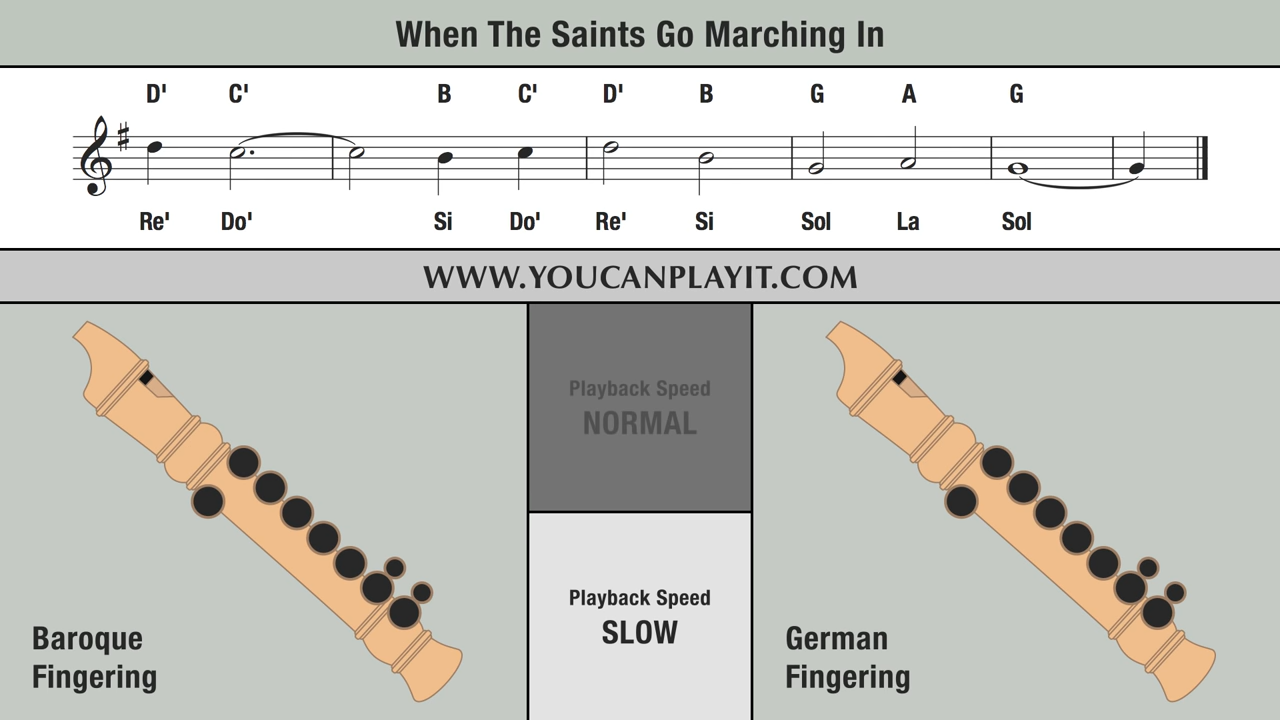 When The Saints Go Marching In
D' C' B C' D' B G A G
Re' Do' Si Do' Re' Si Sol La Sol
WWW.YOUCANPLAYIT.COM
Baroque
Fingering
Playback Speed
NORMAL
Playback Speed
SLOW
German
Fingering